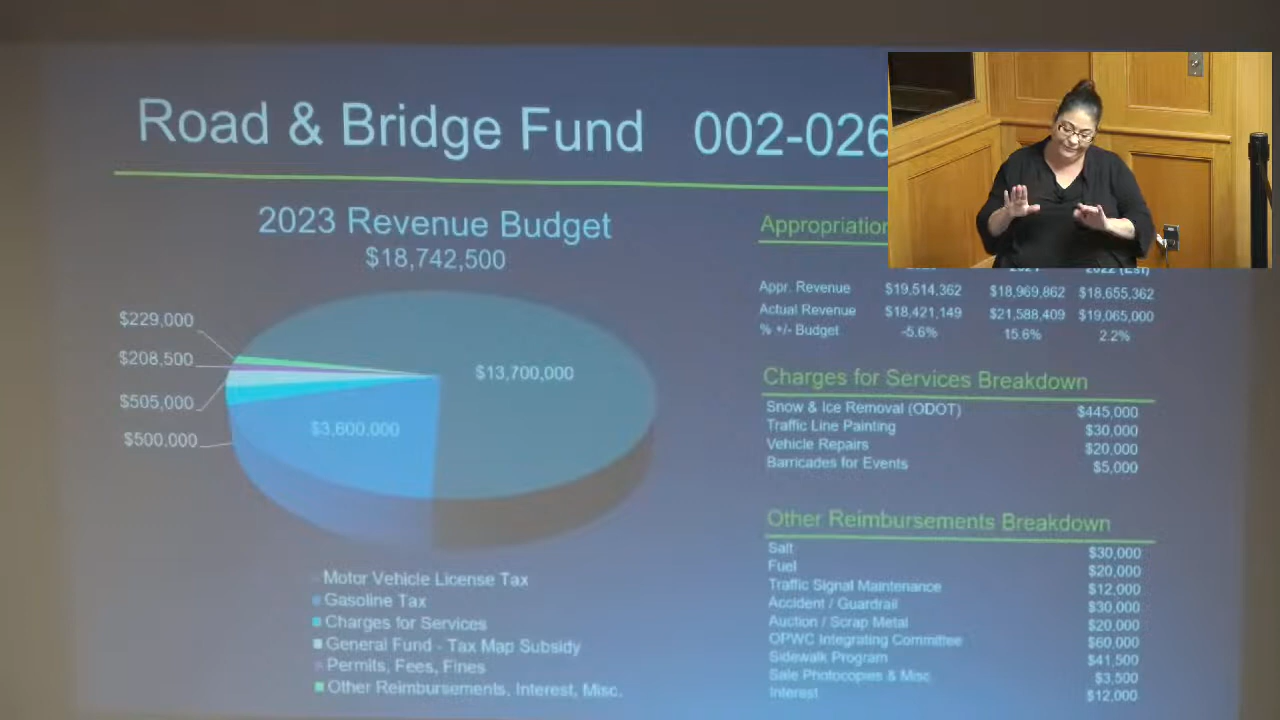 Road & Bridge Fund 002-026
2023 Revenue Budget
$18,742,500
$229,000
$208,500
$505,000
$500,000
$13,700,000
$3,600,000
Motor Vehicle License Tax
Gasoline Tax
Charges for Services
General Fund - Tax Map Subsidy
Permits, Fees, Fines
Other Reimbursements, Interest, Misc.
2022 (Est)
Appr. Revenue $19,514,362 $18,969,862 $18,655,362
Actual Revenue $18,421,149 $21,588,409 $19,065,000
% +/- Budget -5.6% 15.6% 2.2%
Charges for Services Breakdown
Snow & Ice Removal (ODOT) $445,000
Traffic Line Painting $30,000
Vehicle Repairs $20,000
Barricades for Events $5,000
Other Reimbursements Breakdown
Salt $30,000
Fuel $20,000
Traffic Signal Maintenance $12,000
Accident / Guardrail $30,000
Auction / Scrap Metal $20,000
OPWC Integrating Committee $60,000
Sidewalk Program $41,500
Sale Photocopies & Misc. $3,500
Interest $12,000